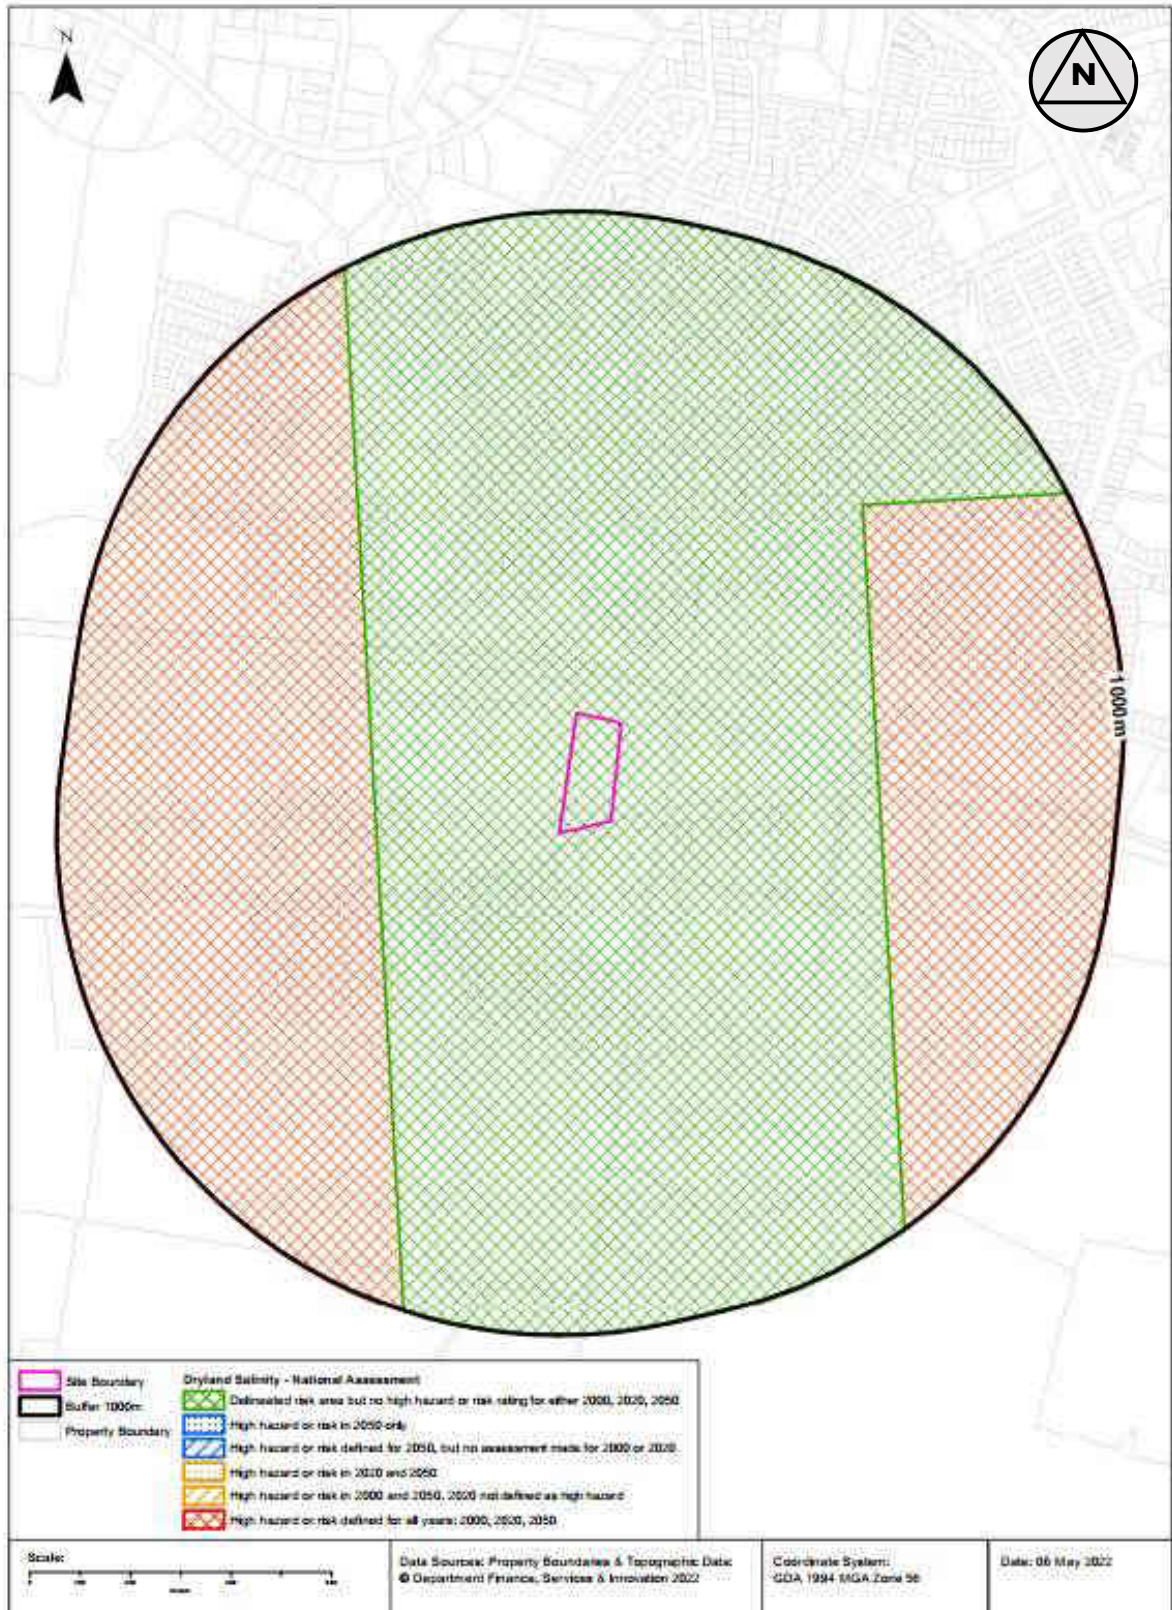 N
N
1000m
Site Boundary
Buffer 1000m
Property Boundary
Dryland Salinity - National Assessment
Delineated risk area but no high hazard or risk rating for either 2000, 2020, 2050
High hazard or risk in 2050 only
High hazard or risk defined for 2050, but no assessment made for 2000 or 2020
High hazard or risk in 2020 and 2050
High hazard or risk in 2000 and 2050, 2020 not defined as high hazard
High hazard or risk defined for all years: 2000, 2020, 2050
Scale:
Data Sources: Property Boundaries & Topographic Data:
© Department Finance, Services & Innovation 2022
Coordinate System:
GDA 1994 MGA Zone 56
Date: 06 May 2022